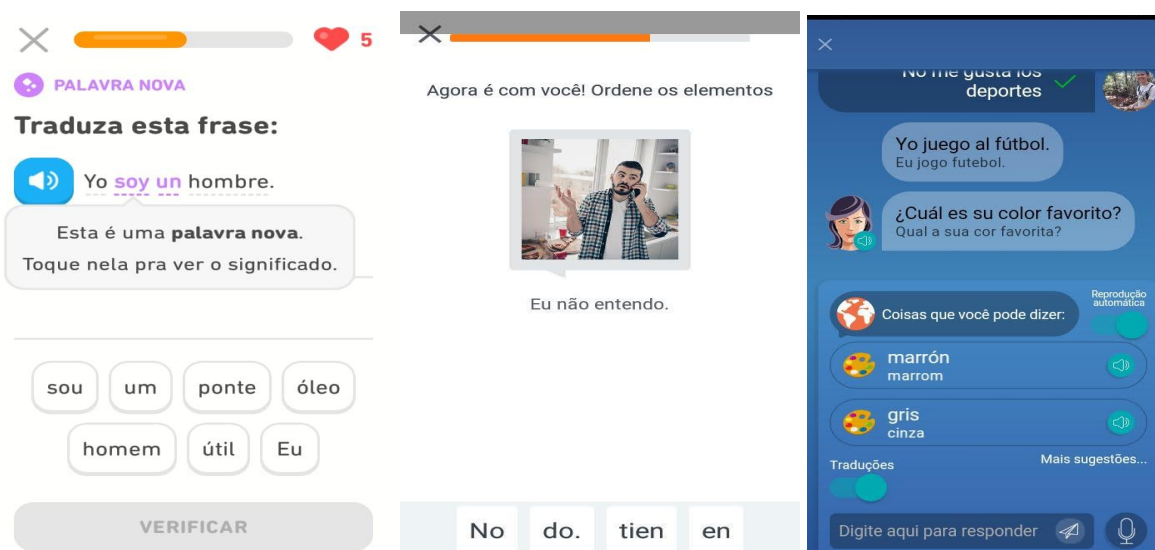 5
PALAVRA NOVA
Traduza esta frase:
Yo soy un hombre.
Esta é uma palavra nova.
Toque nela pra ver o significado.
sou um ponte óleo
homem útil Eu
VERIFICAR
Agora é com você! Ordene os elementos
Eu não entendo.
No do. tien en
No me gusta los
deportes
Yo juego al fútbol.
Eu jogo futebol.
¿Cuál es su color favorito?
Qual a sua cor favorita?
Reprodução
automática
Coisas que você pode dizer:
marrón
marrom
gris
cinza
Mais sugestões...
Traduções
Digite aqui para responder